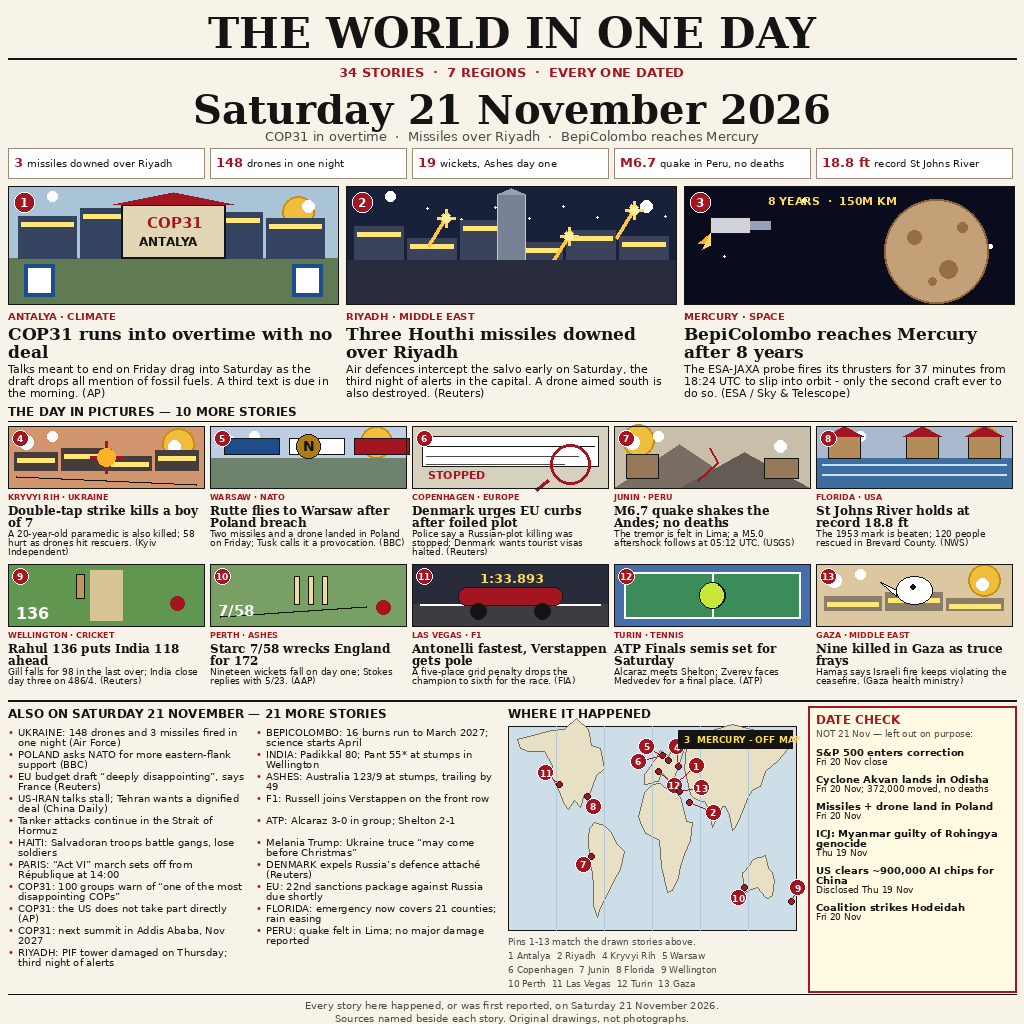 THE WORLD IN ONE DAY
34 STORIES · 7 REGIONS · EVERY ONE DATED
Saturday 21 November 2026
COP31 in overtime · Missiles over Riyadh · BepiColombo reaches Mercury
3 missiles downed over Riyadh
148 drones in one night
19 wickets, Ashes day one
M6.7 quake in Peru, no deaths
18.8 ft record St Johns River
1
COP31
ANTALYA
ANTALYA · CLIMATE
COP31 runs into overtime with no
deal
Talks meant to end on Friday drag into Saturday as the
draft drops all mention of fossil fuels. A third text is due in
the morning. (AP)
2
RIYADH · MIDDLE EAST
Three Houthi missiles downed
over Riyadh
Air defences intercept the salvo early on Saturday, the
third night of alerts in the capital. A drone aimed south is
also destroyed. (Reuters)
3
8 YEARS · 150M KM
MERCURY · SPACE
BepiColombo reaches Mercury
after 8 years
The ESA-JAXA probe fires its thrusters for 37 minutes from
18:24 UTC to slip into orbit - only the second craft ever to
do so. (ESA / Sky & Telescope)
THE DAY IN PICTURES — 10 MORE STORIES
4
KRYVYI RIH · UKRAINE
Double-tap strike kills a boy
of 7
A 20-year-old paramedic is also killed; 58
hurt as drones hit rescuers. (Kyiv
Independent)
5
N
WARSAW · NATO
Rutte flies to Warsaw after
Poland breach
Two missiles and a drone landed in Poland
on Friday; Tusk calls it a provocation. (BBC)
6
STOPPED
COPENHAGEN · EUROPE
Denmark urges EU curbs
after foiled plot
Police say a Russian-plot killing was
stopped; Denmark wants tourist visas
halted. (Reuters)
7
JUNIN · PERU
M6.7 quake shakes the
Andes; no deaths
The tremor is felt in Lima; a M5.0
aftershock follows at 05:12 UTC. (USGS)
8
FLORIDA · USA
St Johns River holds at
record 18.8 ft
The 1953 mark is beaten; 120 people
rescued in Brevard County. (NWS)
9
136
WELLINGTON · CRICKET
Rahul 136 puts India 118
ahead
Gill falls for 98 in the last over; India close
day three on 486/4. (Reuters)
10
7/58
PERTH · ASHES
Starc 7/58 wrecks England
for 172
Nineteen wickets fall on day one; Stokes
replies with 5/23. (AAP)
11
1:33.893
LAS VEGAS · F1
Antonelli fastest, Verstappen
gets pole
A five-place grid penalty drops the
champion to sixth for the race. (FIA)
12
TURIN · TENNIS
ATP Finals semis set for
Saturday
Alcaraz meets Shelton; Zverev faces
Medvedev for a final place. (ATP)
13
GAZA · MIDDLE EAST
Nine killed in Gaza as truce
frays
Hamas says Israeli fire keeps violating the
ceasefire. (Gaza health ministry)
ALSO ON SATURDAY 21 NOVEMBER — 21 MORE STORIES
• UKRAINE: 148 drones and 3 missiles fired in
one night (Air Force)
• POLAND asks NATO for more eastern-flank
support (BBC)
• EU budget draft “deeply disappointing”, says
France (Reuters)
• US-IRAN talks stall; Tehran wants a dignified
deal (China Daily)
• Tanker attacks continue in the Strait of
Hormuz
• HAITI: Salvadoran troops battle gangs, lose
soldiers
• PARIS: “Act VI” march sets off from
République at 14:00
• COP31: 100 groups warn of “one of the most
disappointing COPs”
• COP31: the US does not take part directly
(AP)
• COP31: next summit in Addis Ababa, Nov
2027
• RIYADH: PIF tower damaged on Thursday;
third night of alerts
• BEPICOLOMBO: 16 burns run to March 2027;
science starts April
• INDIA: Padikkal 80; Pant 55* at stumps in
Wellington
• ASHES: Australia 123/9 at stumps, trailing by
49
• F1: Russell joins Verstappen on the front row
• ATP: Alcaraz 3-0 in group; Shelton 2-1
• Melania Trump: Ukraine truce “may come
before Christmas”
• DENMARK expels Russia’s defence attaché
(Reuters)
• EU: 22nd sanctions package against Russia
due shortly
• FLORIDA: emergency now covers 21 counties;
rain easing
• PERU: quake felt in Lima; no major damage
reported
WHERE IT HAPPENED
3 MERCURY - OFF MAP
5
4
6
1
11
12
13
8
2
7
10
9
Pins 1-13 match the drawn stories above.
1 Antalya 2 Riyadh 4 Kryvyi Rih 5 Warsaw
6 Copenhagen 7 Junin 8 Florida 9 Wellington
10 Perth 11 Las Vegas 12 Turin 13 Gaza
DATE CHECK
NOT 21 Nov — left out on purpose:
S&P 500 enters correction
Fri 20 Nov close
Cyclone Akvan lands in Odisha
Fri 20 Nov; 372,000 moved, no deaths
Missiles + drone land in Poland
Fri 20 Nov
ICJ: Myanmar guilty of Rohingya
genocide
Thu 19 Nov
US clears ~900,000 AI chips for
China
Disclosed Thu 19 Nov
Coalition strikes Hodeidah
Fri 20 Nov
Every story here happened, or was first reported, on Saturday 21 November 2026.
Sources named beside each story. Original drawings, not photographs.